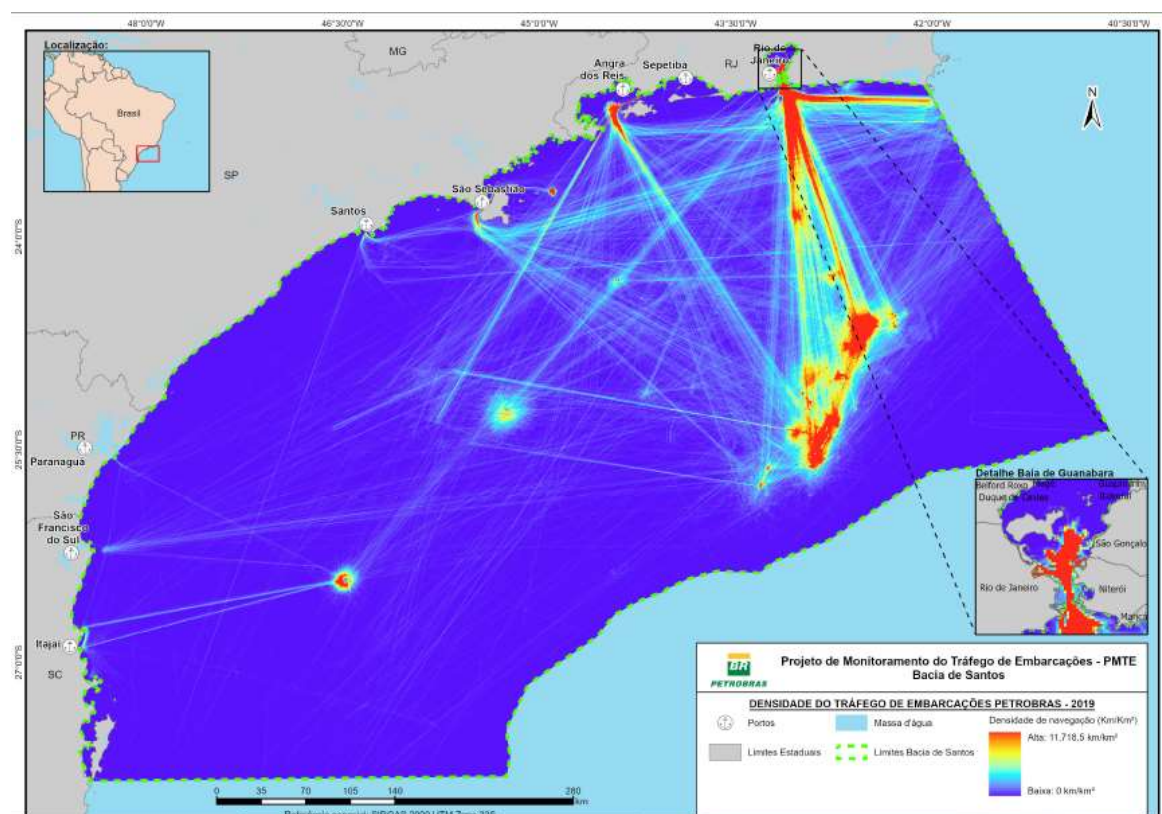 48°0'0"W
46°30'0"W
45°0'0"W
43°30'0"W
42°0'0"W
40°30'0"W
Localização:
Brasil
MG
RJ
SP
PR
SC
Rio de
Janeiro
Sepetiba
Angra
dos Reis
São Sebastião
Santos
Paranaguá
São
Francisco
do Sul
Itajaí
N
24°0'0"S
25°30'0"S
27°0'0"S
Detalhe Baía de Guanabara
Belford Roxo
Duque de Caxias
São Gonçalo
Rio de Janeiro
Niterói
Maricá
BR
PETROBRAS
Projeto de Monitoramento do Tráfego de Embarcações - PMTE
Bacia de Santos
DENSIDADE DO TRÁFEGO DE EMBARCAÇÕES PETROBRAS - 2019
Portos
Massa d'água
Densidade de navegação (Km/Km²)
Limites Estaduais
Limites Bacia de Santos
Alta: 11,718.5 km/km²
Baixa: 0 km/km²
0 35 70 105 140 280
km